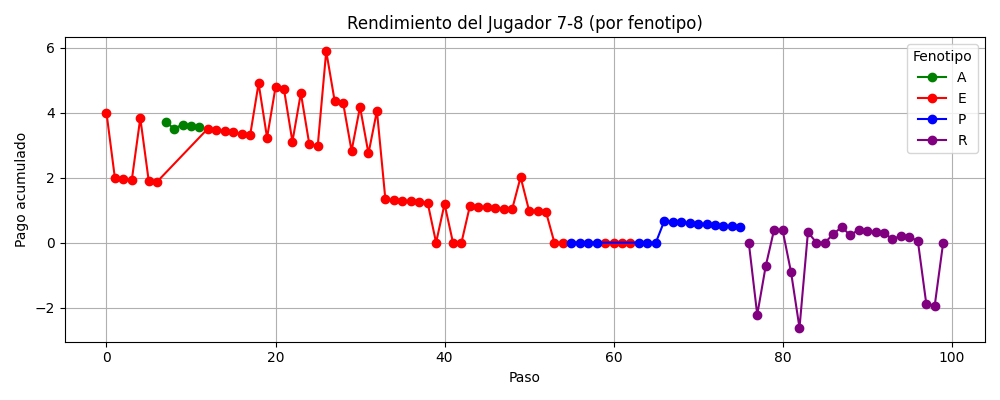 Rendimiento del Jugador 7-8 (por fenotipo)
Pago acumulado
6
4
2
0
−2
0 20 40 60 80 100
Paso
Fenotipo
A
E
P
R